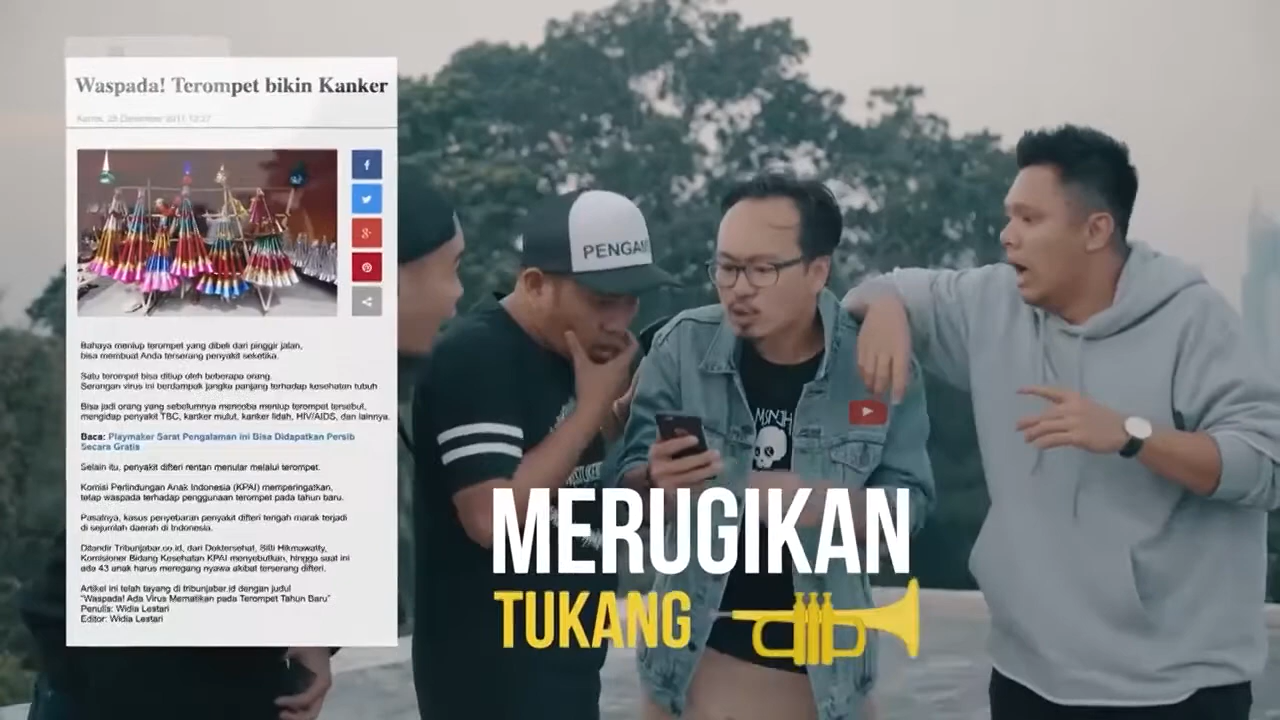 Waspada! Terompet bikin Kanker
Bahaya meniup terompet yang dibeli dari pinggir jalan,
bisa membuat Anda terserang penyakit seketika.
Satu terompet bisa ditiup oleh beberapa orang.
Serangan virus ini berdampak jangka panjang terhadap kesehatan tubuh
Bisa jadi orang yang sebelumnya mencoba meniup terompet tersebut,
mengidap penyakit TBC, kanker mulut, kanker lidah, HIV/AIDS, dan lainnya.
Baca: Playmaker Sarat Pengalaman ini Bisa Didapatkan Persib
Secara Gratis
Selain itu, penyakit difteri rentan menular melalui terompet.
Komisi Perlindungan Anak Indonesia (KPAI) memperingatkan,
tetap waspada terhadap penggunaan terompet pada tahun baru.
Pasalnya, kasus penyebaran penyakit difteri tengah marak terjadi
di sejumlah daerah di Indonesia.
Dilandir Tribunjabar.co.id, dari Doktersehat, Sitti Hikmawatty,
Komisioner Bidang Kesehatan KPAI menyebutkan, hingga saat ini
ada 43 anak harus meregang nyawa akibat terserang difteri.
Artikel ini telah tayang di tribunjabar.id dengan judul
"Waspada! Ada Virus Mematikan pada Terompet Tahun Baru"
Penulis: Widia Lestari
Editor: Widia Lestari
PENGA
MERUGIKAN
TUKANG